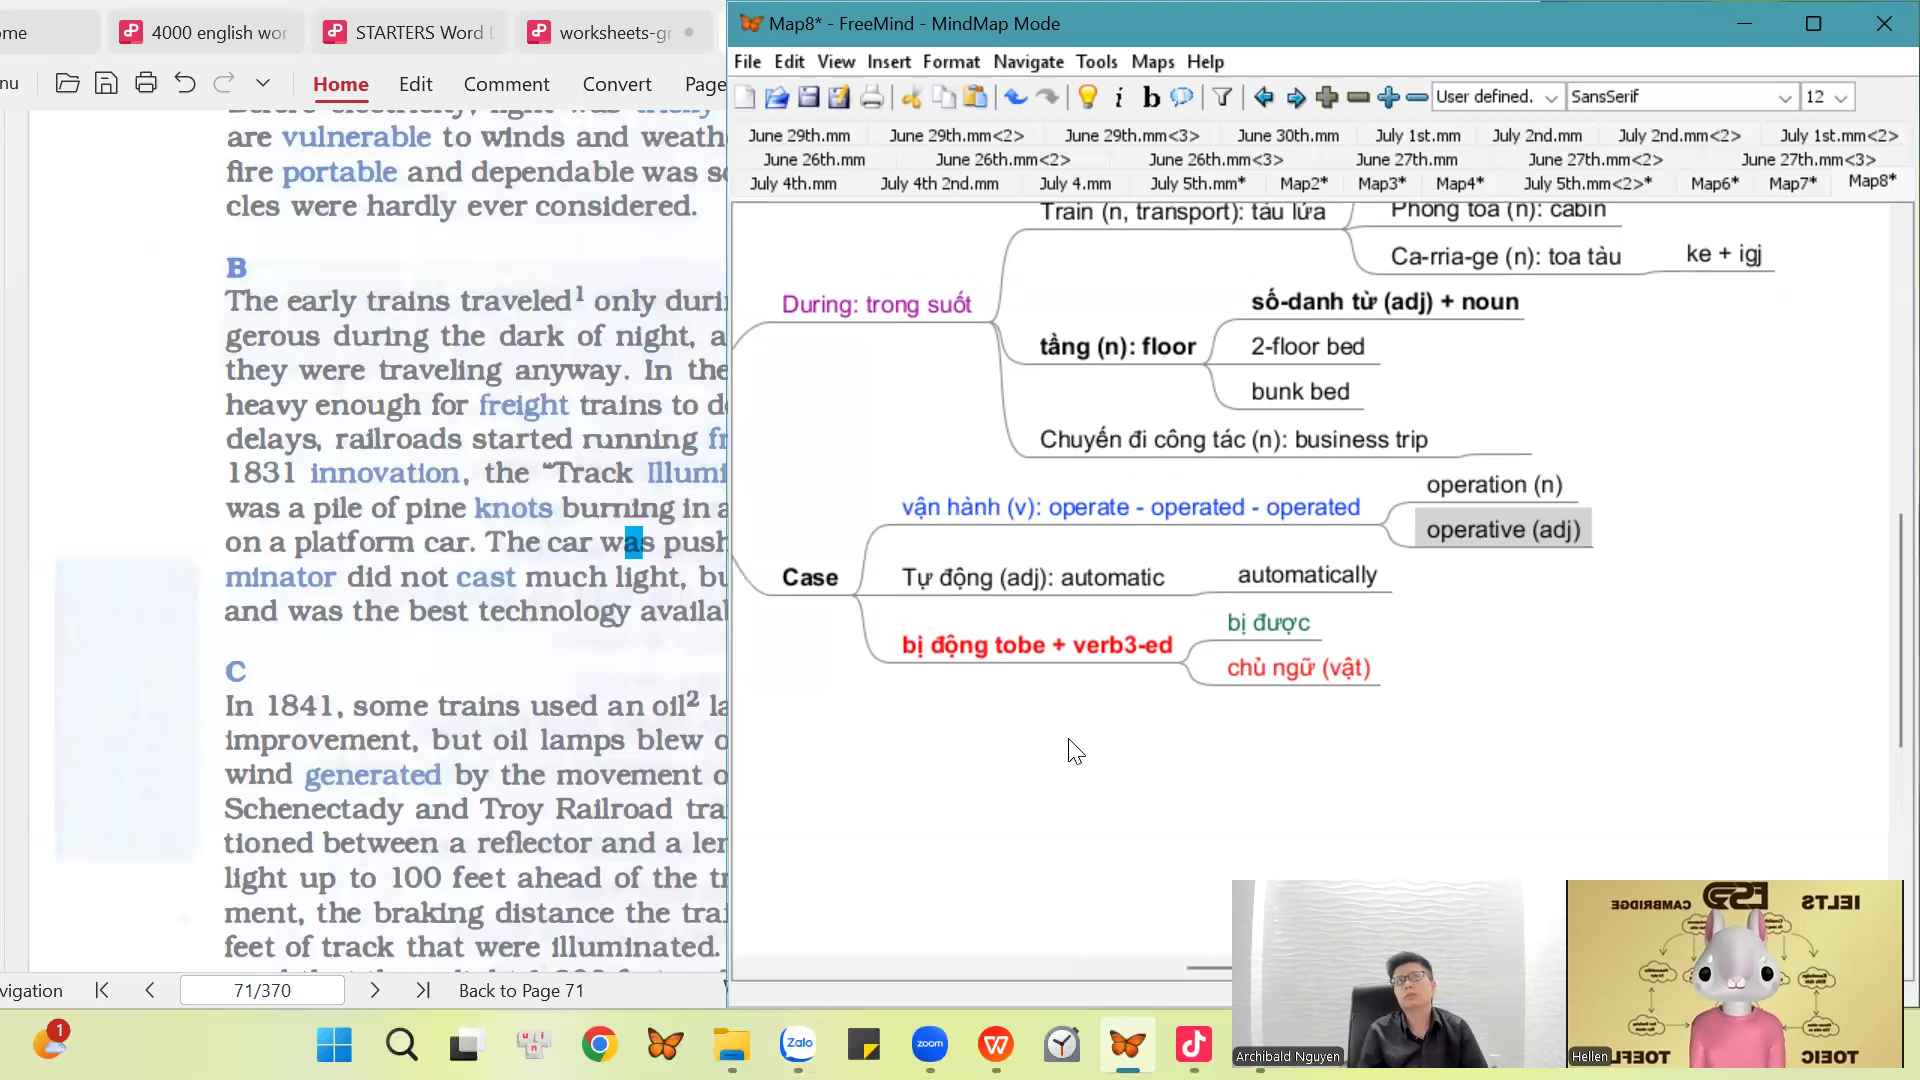 ome
4000 english wor
STARTERS Word L
worksheets-gr
nu
Home
Edit
Comment
Convert
Page
are vulnerable to winds and weath
fire portable and dependable was so
cles were hardly ever considered.
B
The early trains traveled1 only duri
gerous during the dark of night, a
they were traveling anyway. In the
heavy enough for freight trains to de
delays, railroads started running fr
1831 innovation, the "Track Illumi
was a pile of pine knots burning in a
on a platform car. The car was push
minator did not cast much light, bu
and was the best technology availab
C
In 1841, some trains used an oil2 la
improvement, but oil lamps blew o
wind generated by the movement o
Schenectady and Troy Railroad trai
tioned between a reflector and a len
light up to 100 feet ahead of the tr
ment, the braking distance the trai
feet of track that were illuminated.
vigation
71/370
Back to Page 71
Map8* - FreeMind - MindMap Mode
File Edit View Insert Format Navigate Tools Maps Help
User defined.
SansSerif
12
June 29th.mm June 29th.mm<2> June 29th.mm<3> June 30th.mm July 1st.mm July 2nd.mm July 2nd.mm<2> July 1st.mm<2>
June 26th.mm June 26th.mm<2> June 26th.mm<3> June 27th.mm June 27th.mm<2> June 27th.mm<3>
July 4th.mm July 4th 2nd.mm July 4.mm July 5th.mm* Map2* Map3* Map4* July 5th.mm<2>* Map6* Map7* Map8*
Train (n, transport): tàu lửa
Phòng toa (n): cabin
Ca-rria-ge (n): toa tàu
ke + igj
During: trong suốt
số-danh từ (adj) + noun
tầng (n): floor
2-floor bed
bunk bed
Chuyến đi công tác (n): business trip
operation (n)
vận hành (v): operate - operated - operated
operative (adj)
Case
Tự động (adj): automatic
automatically
bị được
bị động tobe + verb3-ed
chủ ngữ (vật)
Archibald Nguyen
CAMBRIDGE
ESD
IELTS
Hellen
TOEFL
TOEIC
1
Zalo
zoom